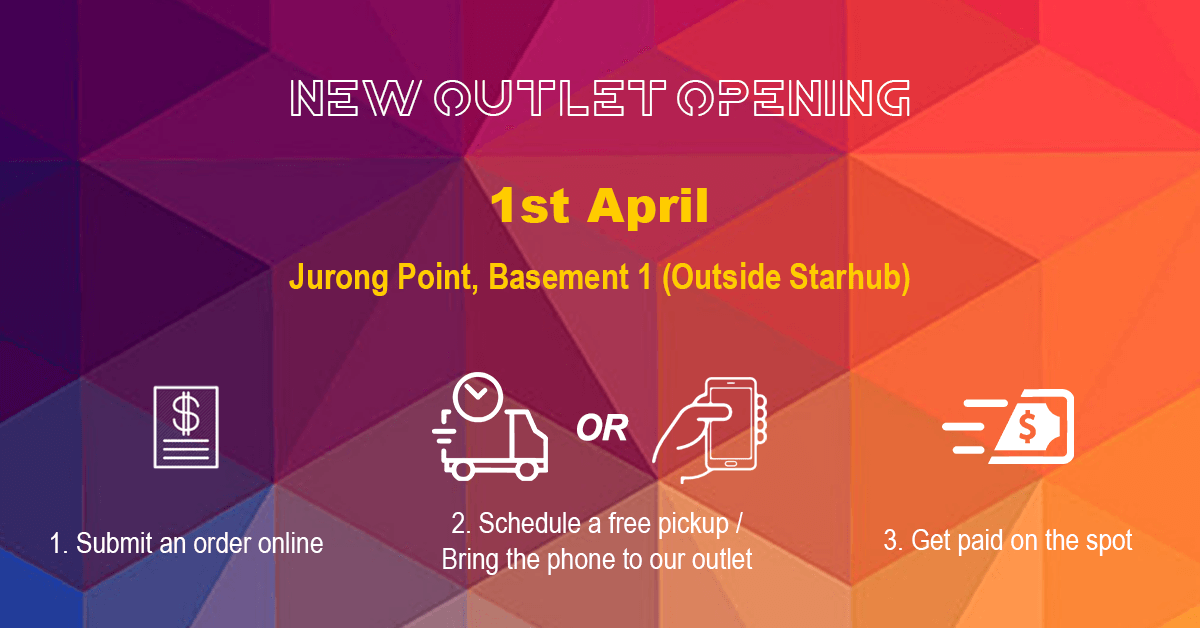 NEW OUTLET OPENING
1st April
Jurong Point, Basement 1 (Outside Starhub)
$
OR
$
1. Submit an order online
2. Schedule a free pickup /
Bring the phone to our outlet
3. Get paid on the spot